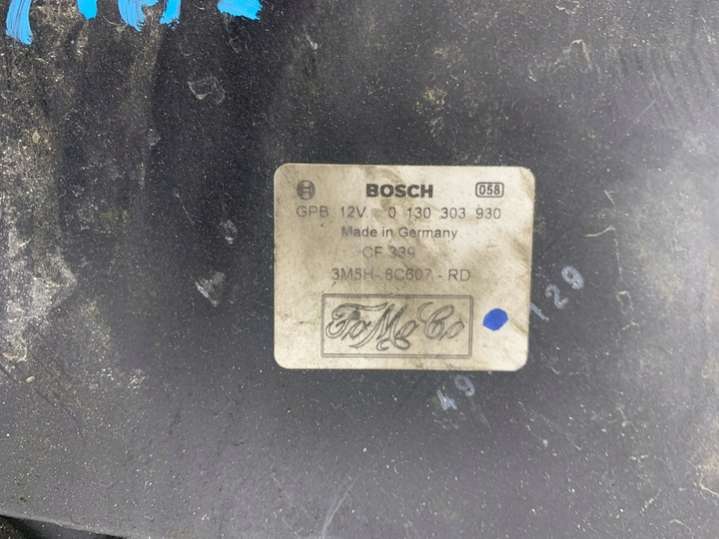 BOSCH 058
GPB 12V 0 130 303 930
Made in Germany
CF 339
3M5H-8C607-RD
FoMoCo
49 129